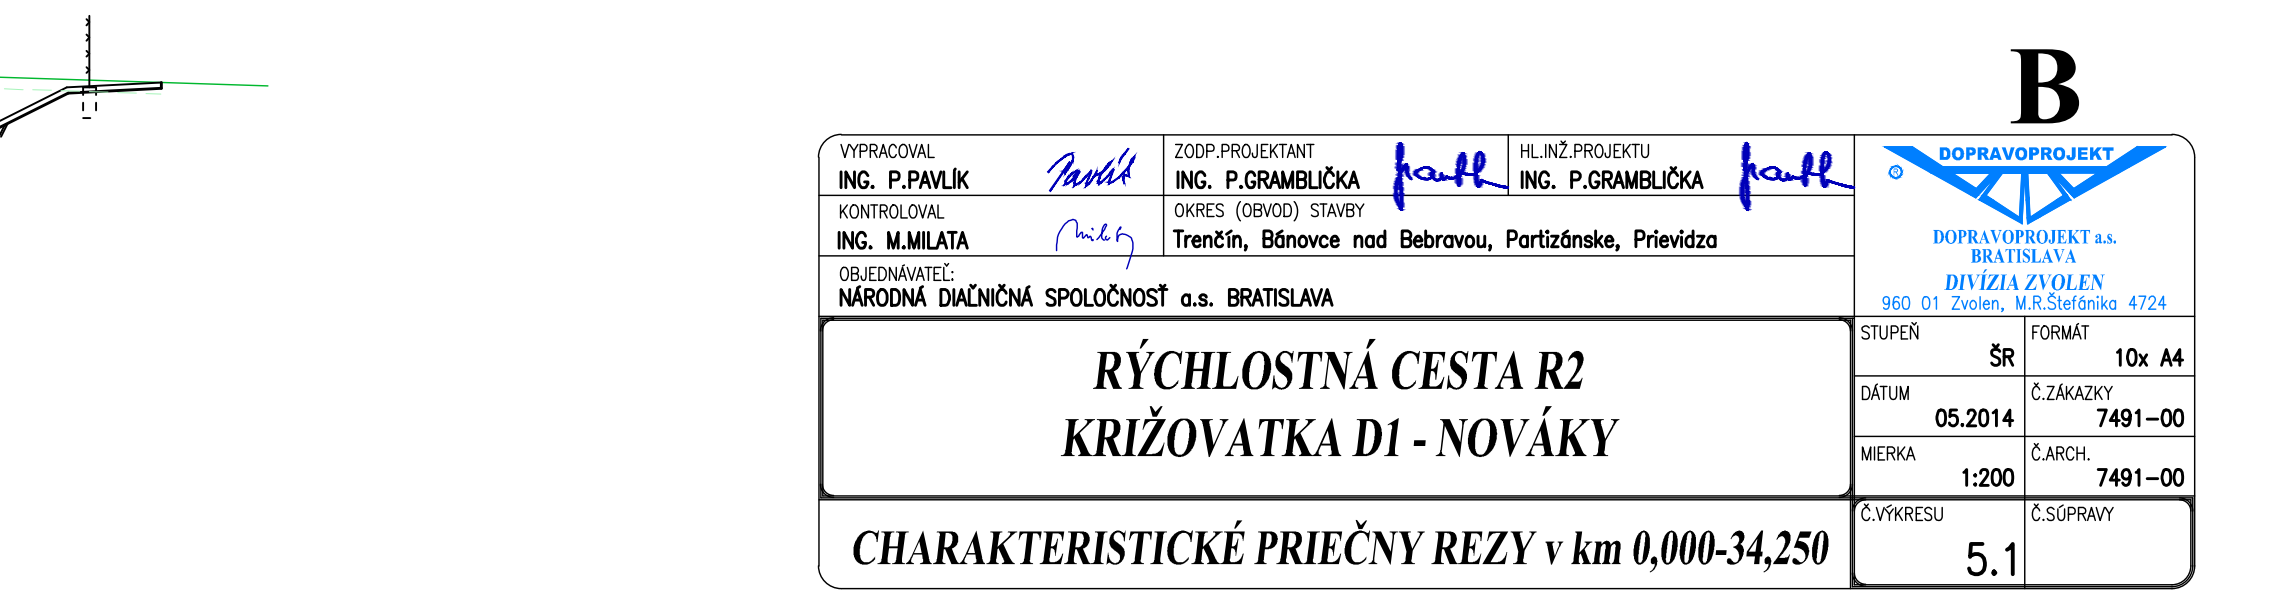 B
VYPRACOVAL
ING. P.PAVLÍK
Pavlík
ZODP.PROJEKTANT
ING. P.GRAMBLIČKA
HL.INŽ.PROJEKTU
ING. P.GRAMBLIČKA
KONTROLOVAL
ING. M.MILATA
OKRES (OBVOD) STAVBY
Trenčín, Bánovce nad Bebravou, Partizánske, Prievidza
OBJEDNÁVATEĽ:
NÁRODNÁ DIAĽNIČNÁ SPOLOČNOSŤ a.s. BRATISLAVA
DOPRAVOPROJEKT
®
DOPRAVOPROJEKT a.s.
BRATISLAVA
DIVÍZIA ZVOLEN
960 01 Zvolen, M.R.Štefánika 4724
RÝCHLOSTNÁ CESTA R2
KRIŽOVATKA D1 - NOVÁKY
STUPEŇ
ŠR
FORMÁT
10x A4
DÁTUM
05.2014
Č.ZÁKAZKY
7491-00
MIERKA
1:200
Č.ARCH.
7491-00
CHARAKTERISTICKÉ PRIEČNY REZY v km 0,000-34,250
Č.VÝKRESU
5.1
Č.SÚPRAVY